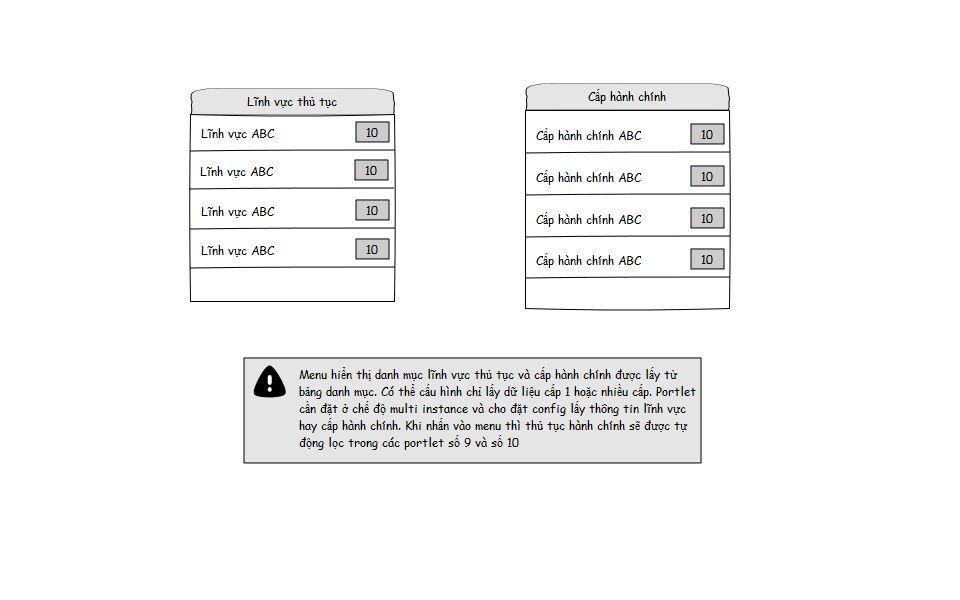 Lĩnh vực thủ tục
Lĩnh vực ABC 10
Lĩnh vực ABC 10
Lĩnh vực ABC 10
Lĩnh vực ABC 10
Cấp hành chính
Cấp hành chính ABC 10
Cấp hành chính ABC 10
Cấp hành chính ABC 10
Cấp hành chính ABC 10
Menu hiển thị danh mục lĩnh vực thủ tục và cấp hành chính được lấy từ
bảng danh mục. Có thể cấu hình chỉ lấy dữ liệu cấp 1 hoặc nhiều cấp. Portlet
cần đặt ở chế độ multi instance và cho đặt config lấy thông tin lĩnh vực
hay cấp hành chính. Khi nhấn vào menu thì thủ tục hành chính sẽ được tự
động lọc trong các portlet số 9 và số 10